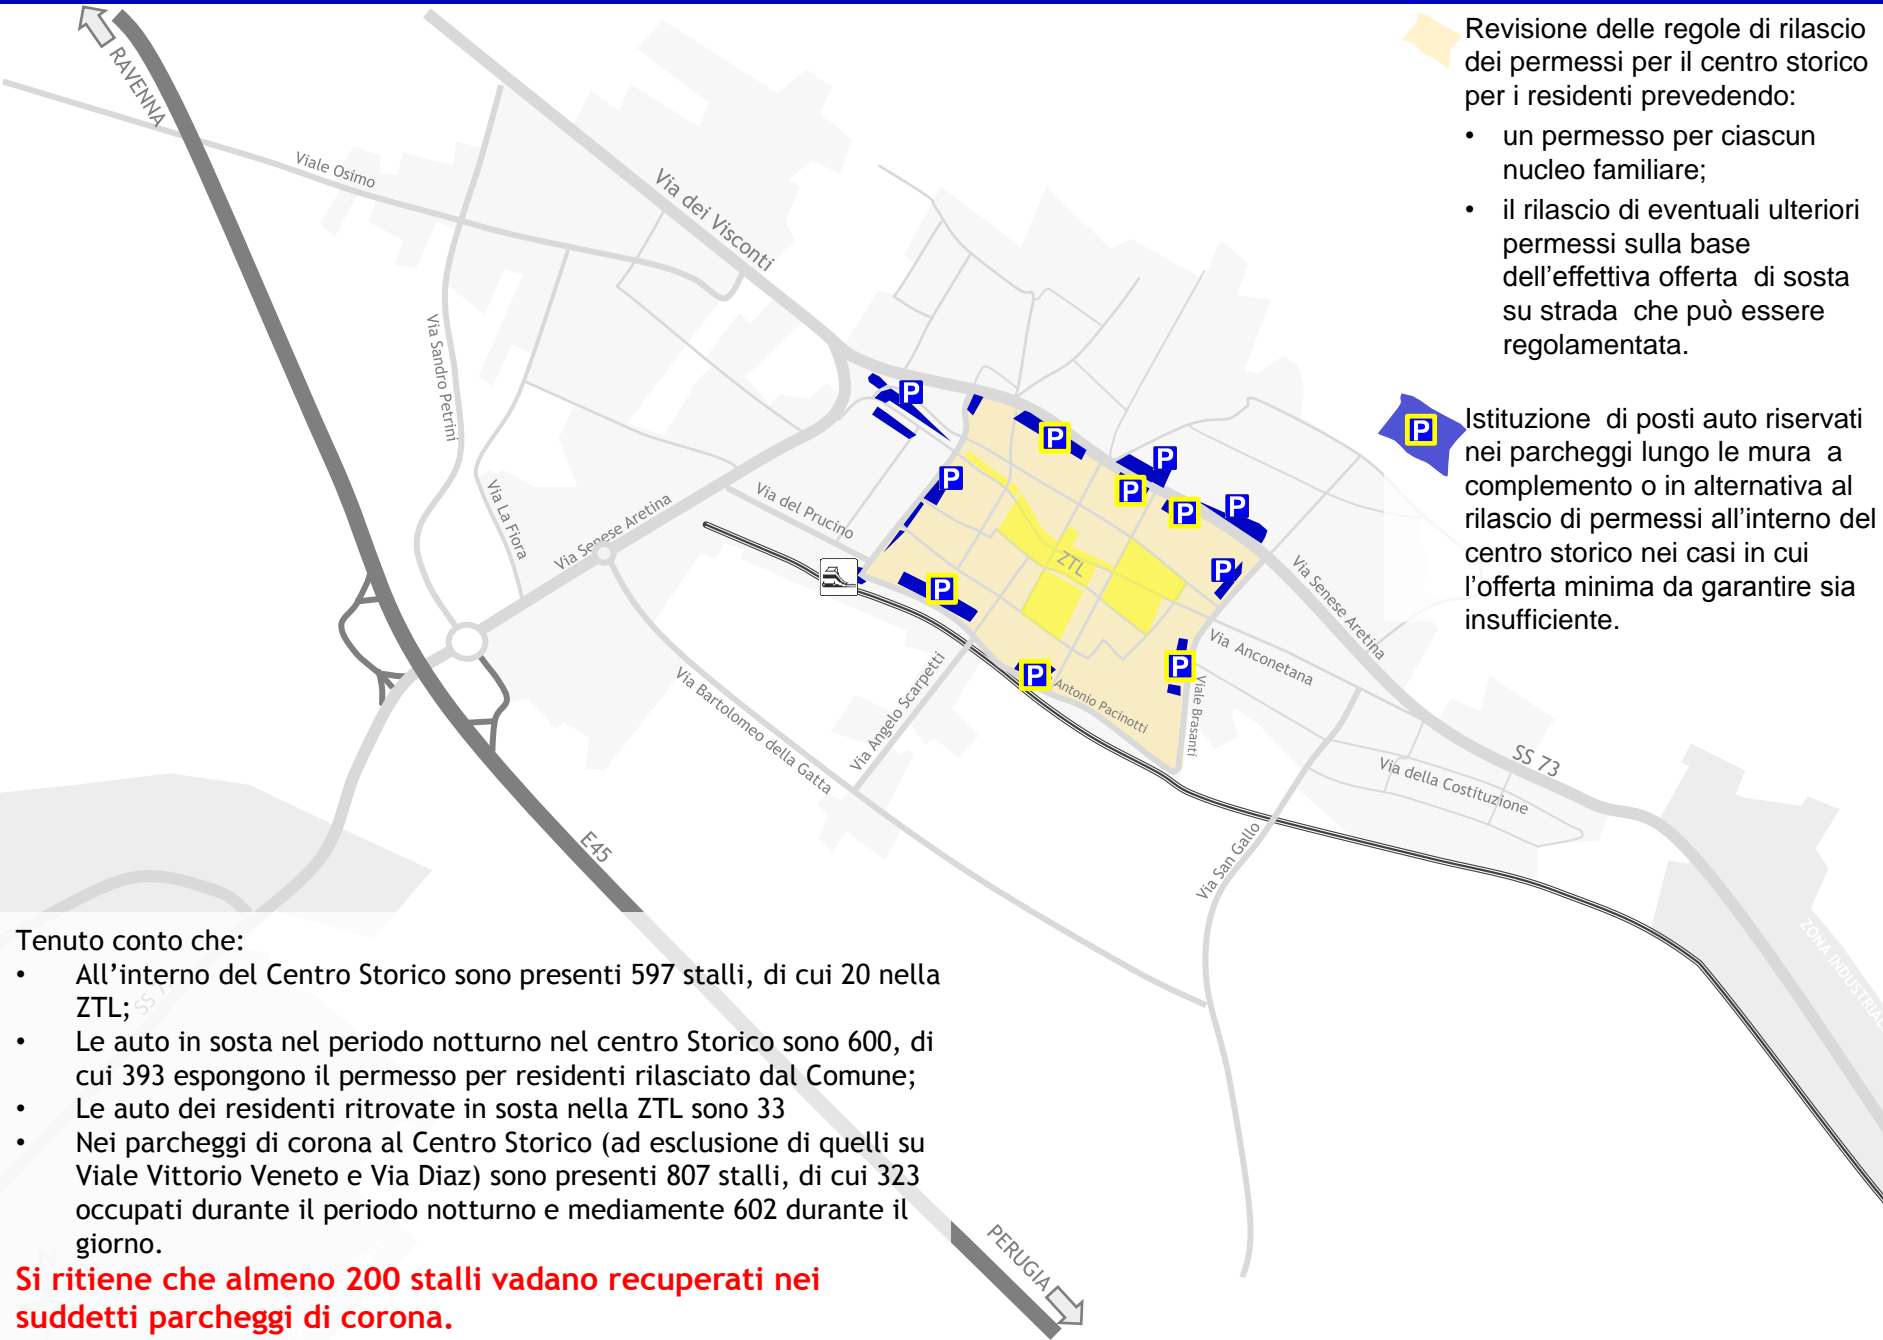 Revisione delle regole di rilascio
dei permessi per il centro storico
per i residenti prevedendo:
• un permesso per ciascun
nucleo familiare;
• il rilascio di eventuali ulteriori
permessi sulla base
dell’effettiva offerta di sosta
su strada che può essere
regolamentata.
P
Istituzione di posti auto riservati
nei parcheggi lungo le mura a
complemento o in alternativa al
rilascio di permessi all’interno del
centro storico nei casi in cui
l’offerta minima da garantire sia
insufficiente.
RAVENNA
Viale Osimo
Via dei Visconti
Via Sandro Petrini
Via La Fiora
Via Senese Aretina
Via del Prucino
P
P
P
P
P
P
P
P
P
P
P
ZTL
Via Senese Aretina
Via Anconetana
Viale Brasanti
Antonio Pacinotti
Via Angelo Scarpetti
Via Bartolomeo della Gatta
SS 73
Via della Costituzione
Via San Gallo
E45
ZONA INDUSTRIALE
PERUGIA
Tenuto conto che:
• All’interno del Centro Storico sono presenti 597 stalli, di cui 20 nella
ZTL;
• Le auto in sosta nel periodo notturno nel centro Storico sono 600, di
cui 393 espongono il permesso per residenti rilasciato dal Comune;
• Le auto dei residenti ritrovate in sosta nella ZTL sono 33
• Nei parcheggi di corona al Centro Storico (ad esclusione di quelli su
Viale Vittorio Veneto e Via Diaz) sono presenti 807 stalli, di cui 323
occupati durante il periodo notturno e mediamente 602 durante il
giorno.
Si ritiene che almeno 200 stalli vadano recuperati nei
suddetti parcheggi di corona.